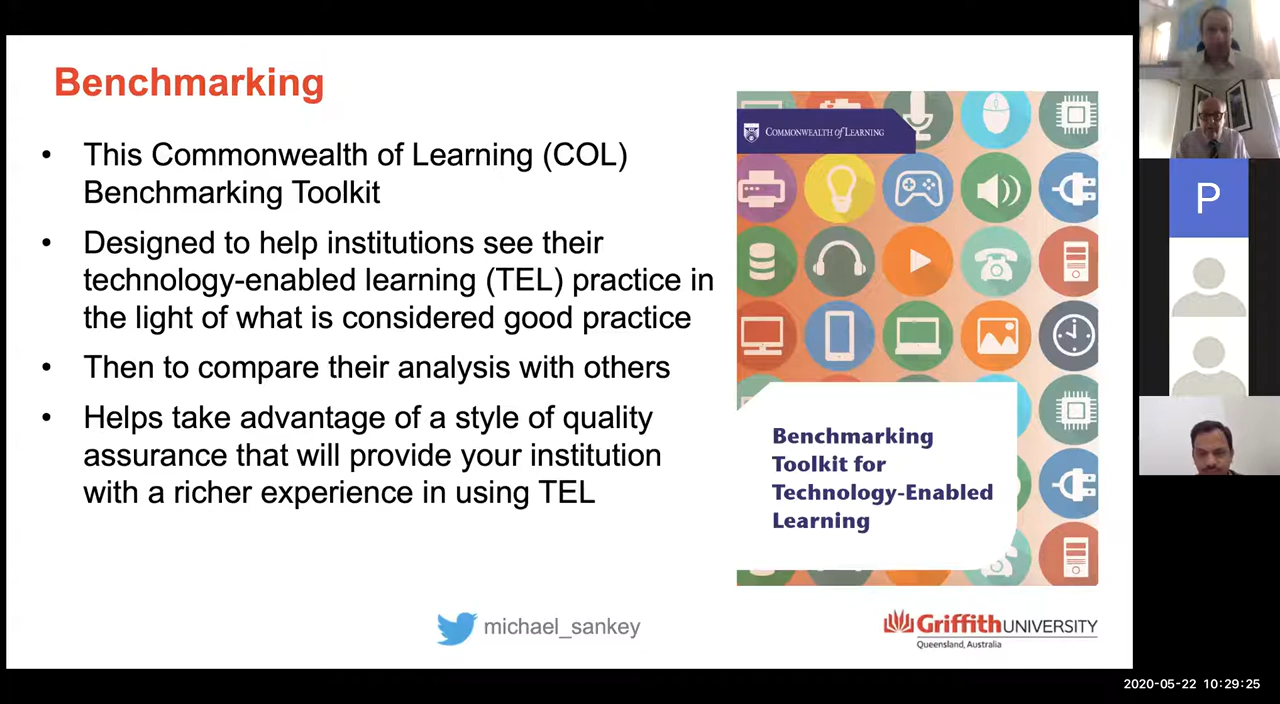 Benchmarking
• This Commonwealth of Learning (COL)
Benchmarking Toolkit
• Designed to help institutions see their
technology-enabled learning (TEL) practice in
the light of what is considered good practice
• Then to compare their analysis with others
• Helps take advantage of a style of quality
assurance that will provide your institution
with a richer experience in using TEL
COMMONWEALTH of LEARNING
Benchmarking
Toolkit for
Technology-Enabled
Learning
michael_sankey
Griffith UNIVERSITY
Queensland, Australia
P
2020-05-22 10:29:25